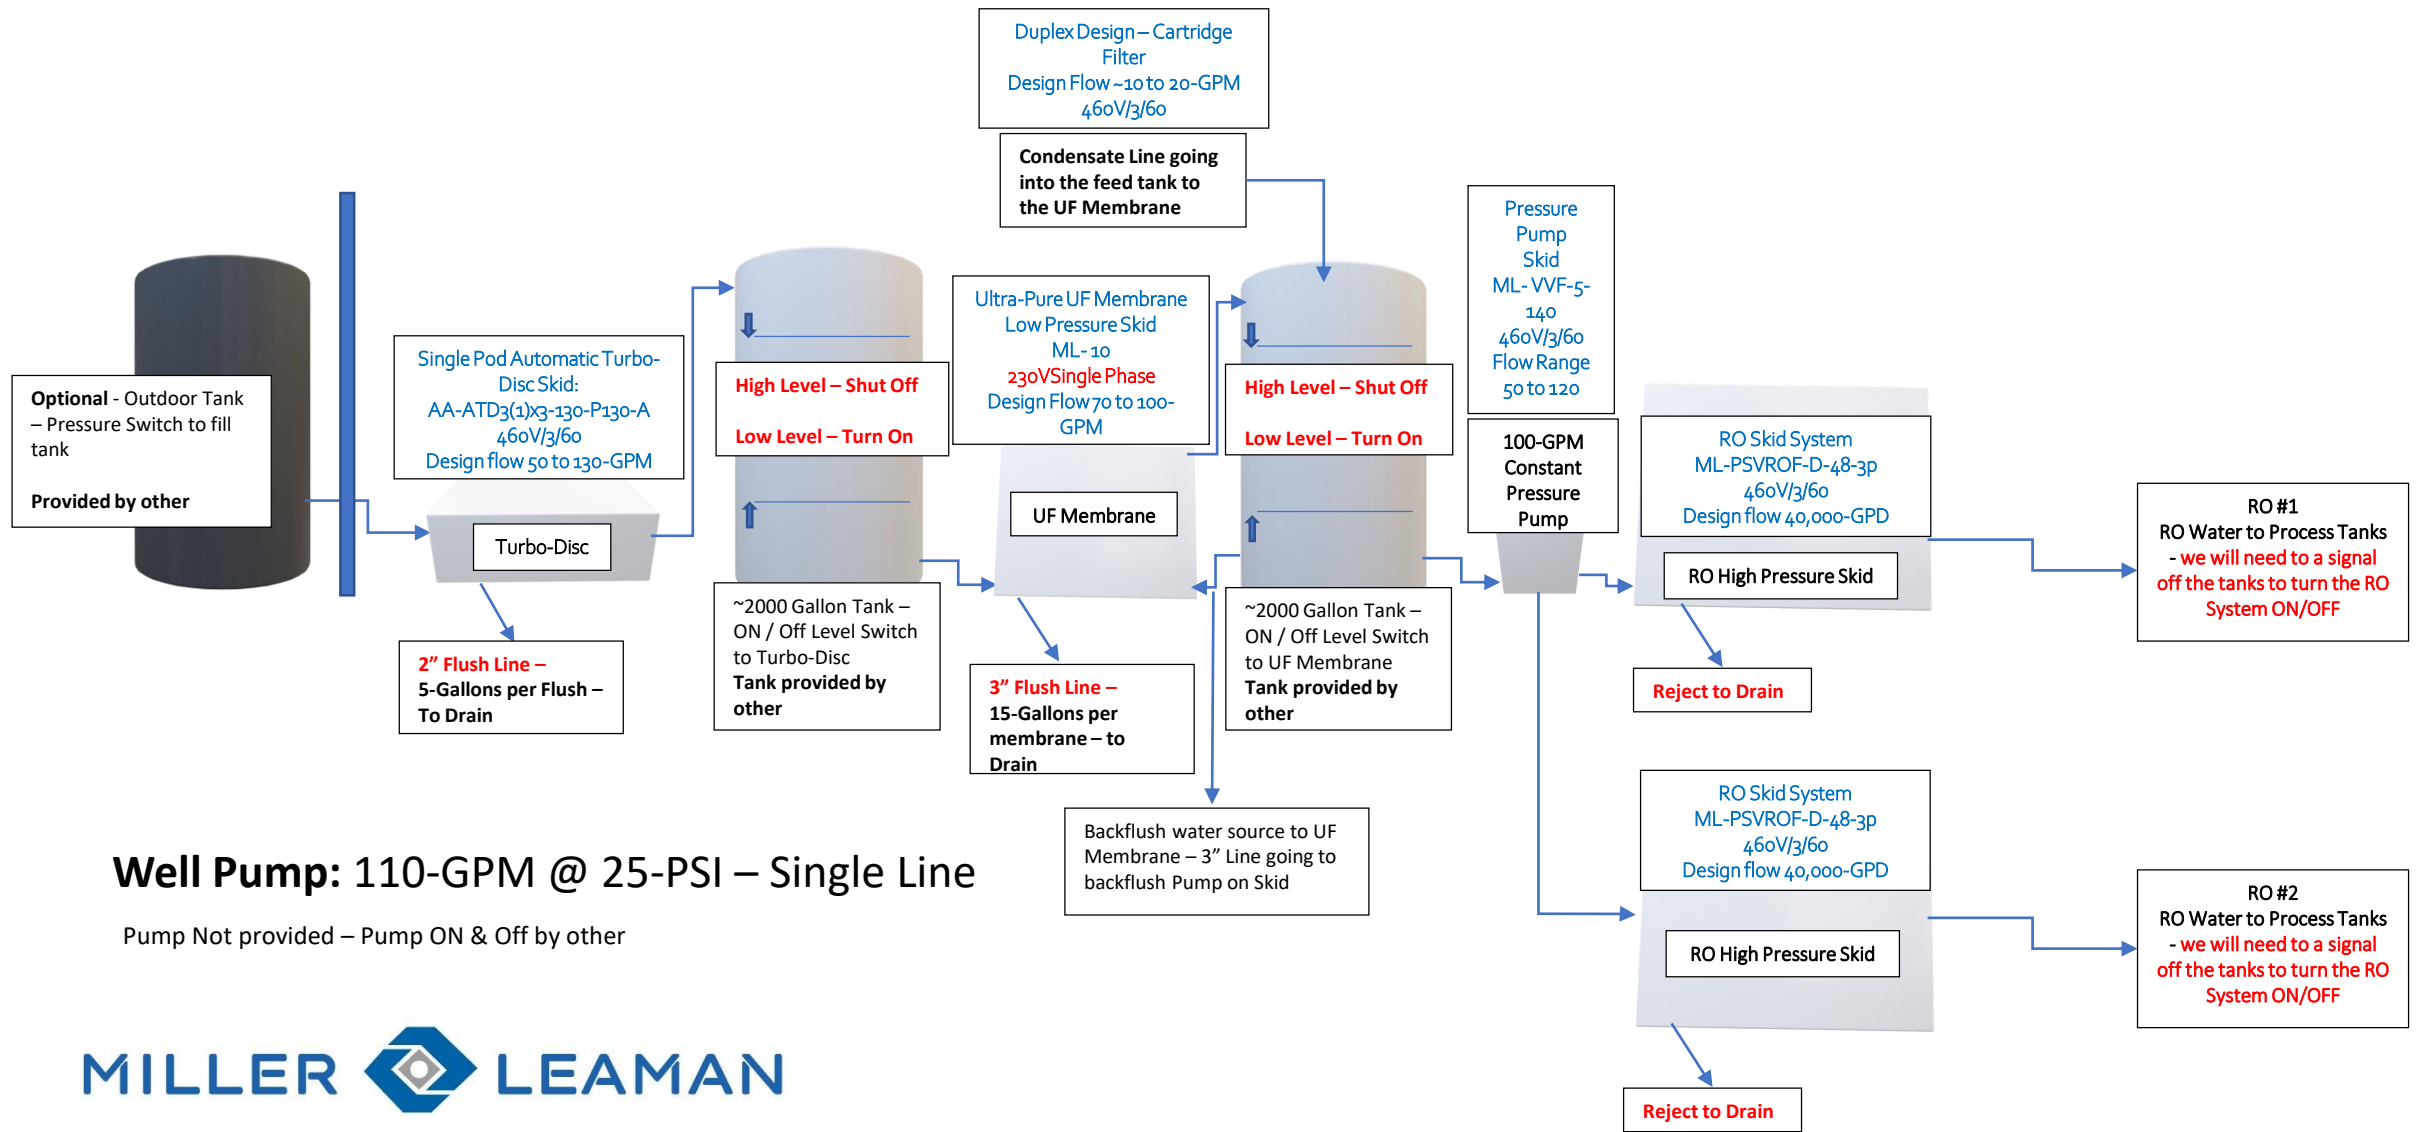 Duplex Design – Cartridge
Filter
Design Flow ~10 to 20-GPM
460V/3/60
Condensate Line going
into the feed tank to
the UF Membrane
Optional - Outdoor Tank
– Pressure Switch to fill
tank
Provided by other
Single Pod Automatic Turbo-
Disc Skid:
AA-ATD3(1)x3-130-P130-A
460V/3/60
Design flow 50 to 130-GPM
Turbo-Disc
2” Flush Line –
5-Gallons per Flush –
To Drain
High Level – Shut Off
Low Level – Turn On
~2000 Gallon Tank –
ON / Off Level Switch
to Turbo-Disc
Tank provided by
other
Ultra-Pure UF Membrane
Low Pressure Skid
ML- 10
230VSingle Phase
Design Flow 70 to 100-
GPM
UF Membrane
3” Flush Line –
15-Gallons per
membrane – to
Drain
High Level – Shut Off
Low Level – Turn On
~2000 Gallon Tank –
ON / Off Level Switch
to UF Membrane
Tank provided by
other
Backflush water source to UF
Membrane – 3” Line going to
backflush Pump on Skid
Pressure
Pump
Skid
ML- VVF-5-
140
460V/3/60
Flow Range
50 to 120
100-GPM
Constant
Pressure
Pump
RO Skid System
ML-PSVROF-D-48-3p
460V/3/60
Design flow 40,000-GPD
RO High Pressure Skid
Reject to Drain
RO #1
RO Water to Process Tanks
- we will need to a signal
off the tanks to turn the RO
System ON/OFF
RO Skid System
ML-PSVROF-D-48-3p
460V/3/60
Design flow 40,000-GPD
RO High Pressure Skid
Reject to Drain
RO #2
RO Water to Process Tanks
- we will need to a signal
off the tanks to turn the RO
System ON/OFF
Well Pump: 110-GPM @ 25-PSI – Single Line
Pump Not provided – Pump ON & Off by other
MILLER LEAMAN